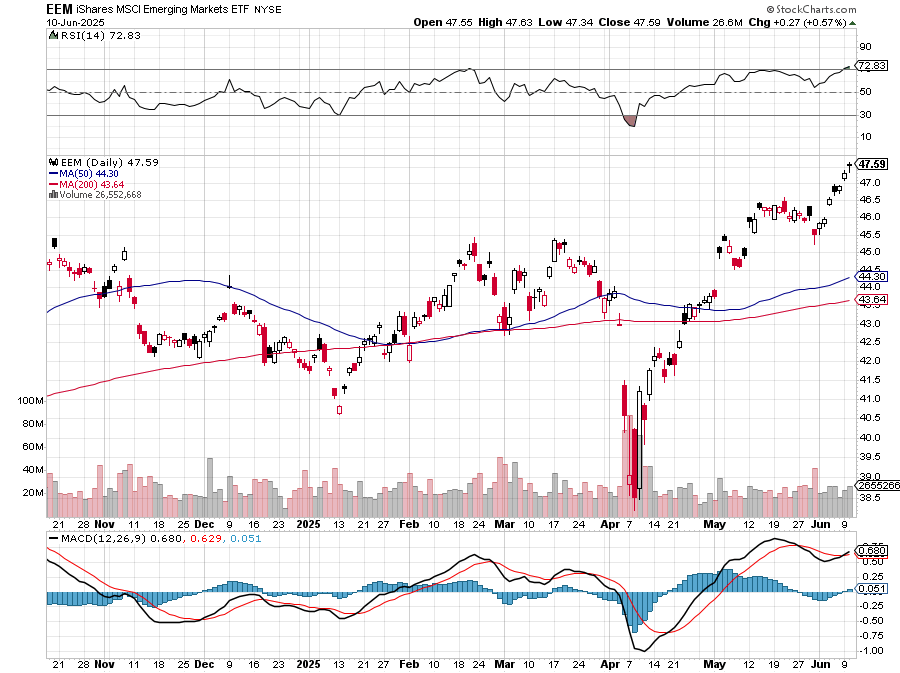 EEM iShares MSCI Emerging Markets ETF NYSE
© StockCharts.com
10-Jun-2025
Open 47.55 High 47.63 Low 47.34 Close 47.59 Volume 26.6M Chg +0.27 (+0.57%)
RSI(14) 72.83
90
72.83
50
30
10
EEM (Daily) 47.59
MA(50) 44.30
MA(200) 43.64
Volume 26,552,668
47.59
47.0
46.5
46.0
45.5
45.0
44.5
44.30
44.0
43.64
43.0
42.5
42.0
41.5
41.0
40.5
40.0
39.5
39.0
2655266
38.5
100M
80M
60M
40M
20M
21 28 Nov 11 18 25 Dec 9 16 23 2025 13 21 27 Feb 10 18 24 Mar 10 17 24 Apr 7 14 21 May 12 19 27 Jun 9
MACD(12,26,9) 0.680, 0.629, 0.051
0.75
0.680
0.50
0.25
0.051
-0.25
-0.50
-0.75
-1.00
21 28 Nov 11 18 25 Dec 9 16 23 2025 13 21 27 Feb 10 18 24 Mar 10 17 24 Apr 7 14 21 May 12 19 27 Jun 9